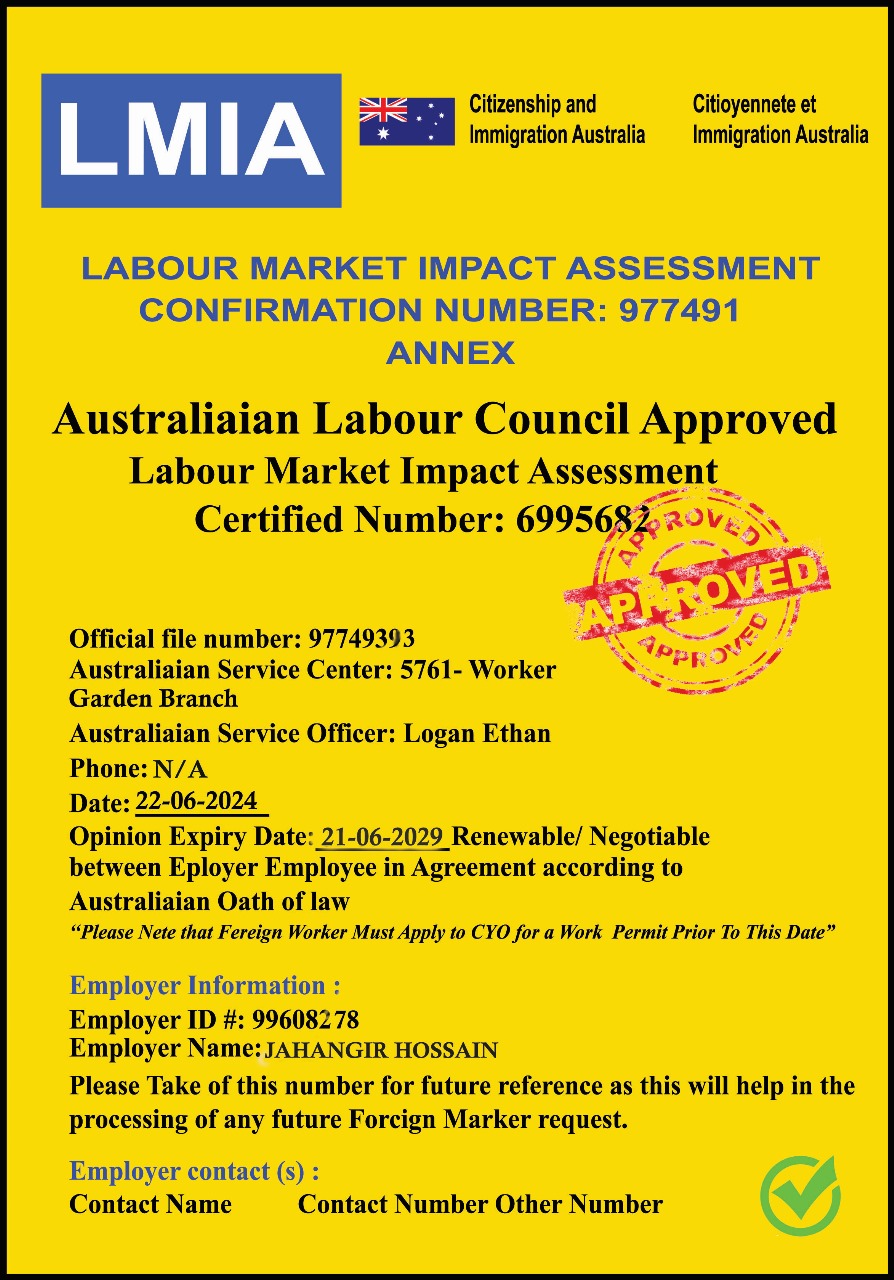 LMIA
Citizenship and
Immigration Australia
Citioyennete et
Immigration Australia
LABOUR MARKET IMPACT ASSESSMENT
CONFIRMATION NUMBER: 977491
ANNEX
Australiaian Labour Council Approved
Labour Market Impact Assessment
Certified Number: 6995682
APPROVED
APPROVED
APPROVED
Official file number: 97749393
Australiaian Service Center: 5761- Worker
Garden Branch
Australiaian Service Officer: Logan Ethan
Phone: N/A
Date: 22-06-2024
Opinion Expiry Date: 21-06-2029 Renewable/ Negotiable
between Eployer Employee in Agreement according to
Australiaian Oath of law
“Please Nete that Fereign Worker Must Apply to CYO for a Work Permit Prior To This Date”
Employer Information :
Employer ID #: 99608278
Employer Name: JAHANGIR HOSSAIN
Please Take of this number for future reference as this will help in the
processing of any future Forcign Marker request.
Employer contact (s) :
Contact Name Contact Number Other Number